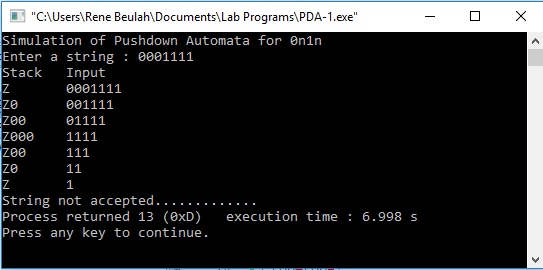 "C:\Users\Rene Beulah\Documents\Lab Programs\PDA-1.exe"
Simulation of Pushdown Automata for 0n1n
Enter a string : 0001111
Stack   Input
Z       0001111
Z0      001111
Z00     01111
Z000    1111
Z00     111
Z0      11
Z       1
String not accepted.............
Process returned 13 (0xD)   execution time : 6.998 s
Press any key to continue.